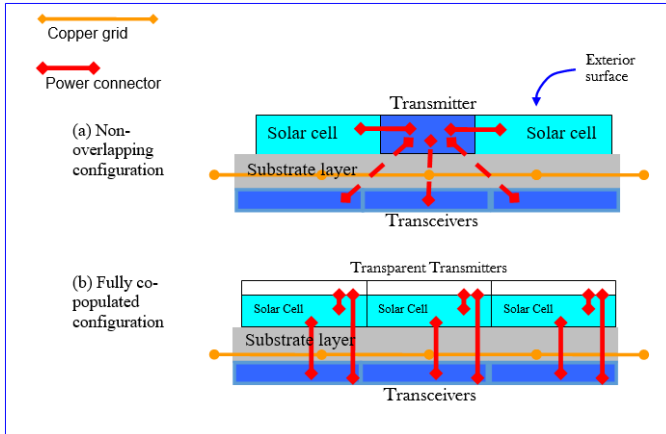 Copper grid
Power connector
Exterior
surface
Transmitter
(a) Non-
overlapping
configuration
Solar cell
Solar cell
Substrate layer
Transceivers
(b) Fully co-
populated
configuration
Transparent Transmitters
Solar Cell
Solar Cell
Solar Cell
Substrate layer
Transceivers